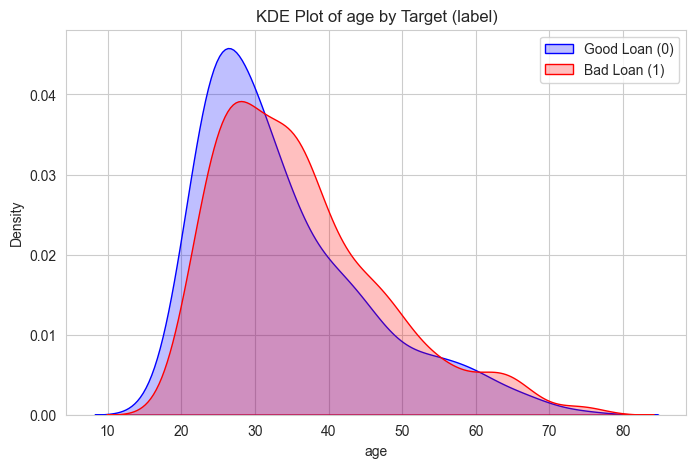 KDE Plot of age by Target (label)
Good Loan (0)
Bad Loan (1)
Density
0.04
0.03
0.02
0.01
0.00
10 20 30 40 50 60 70 80
age